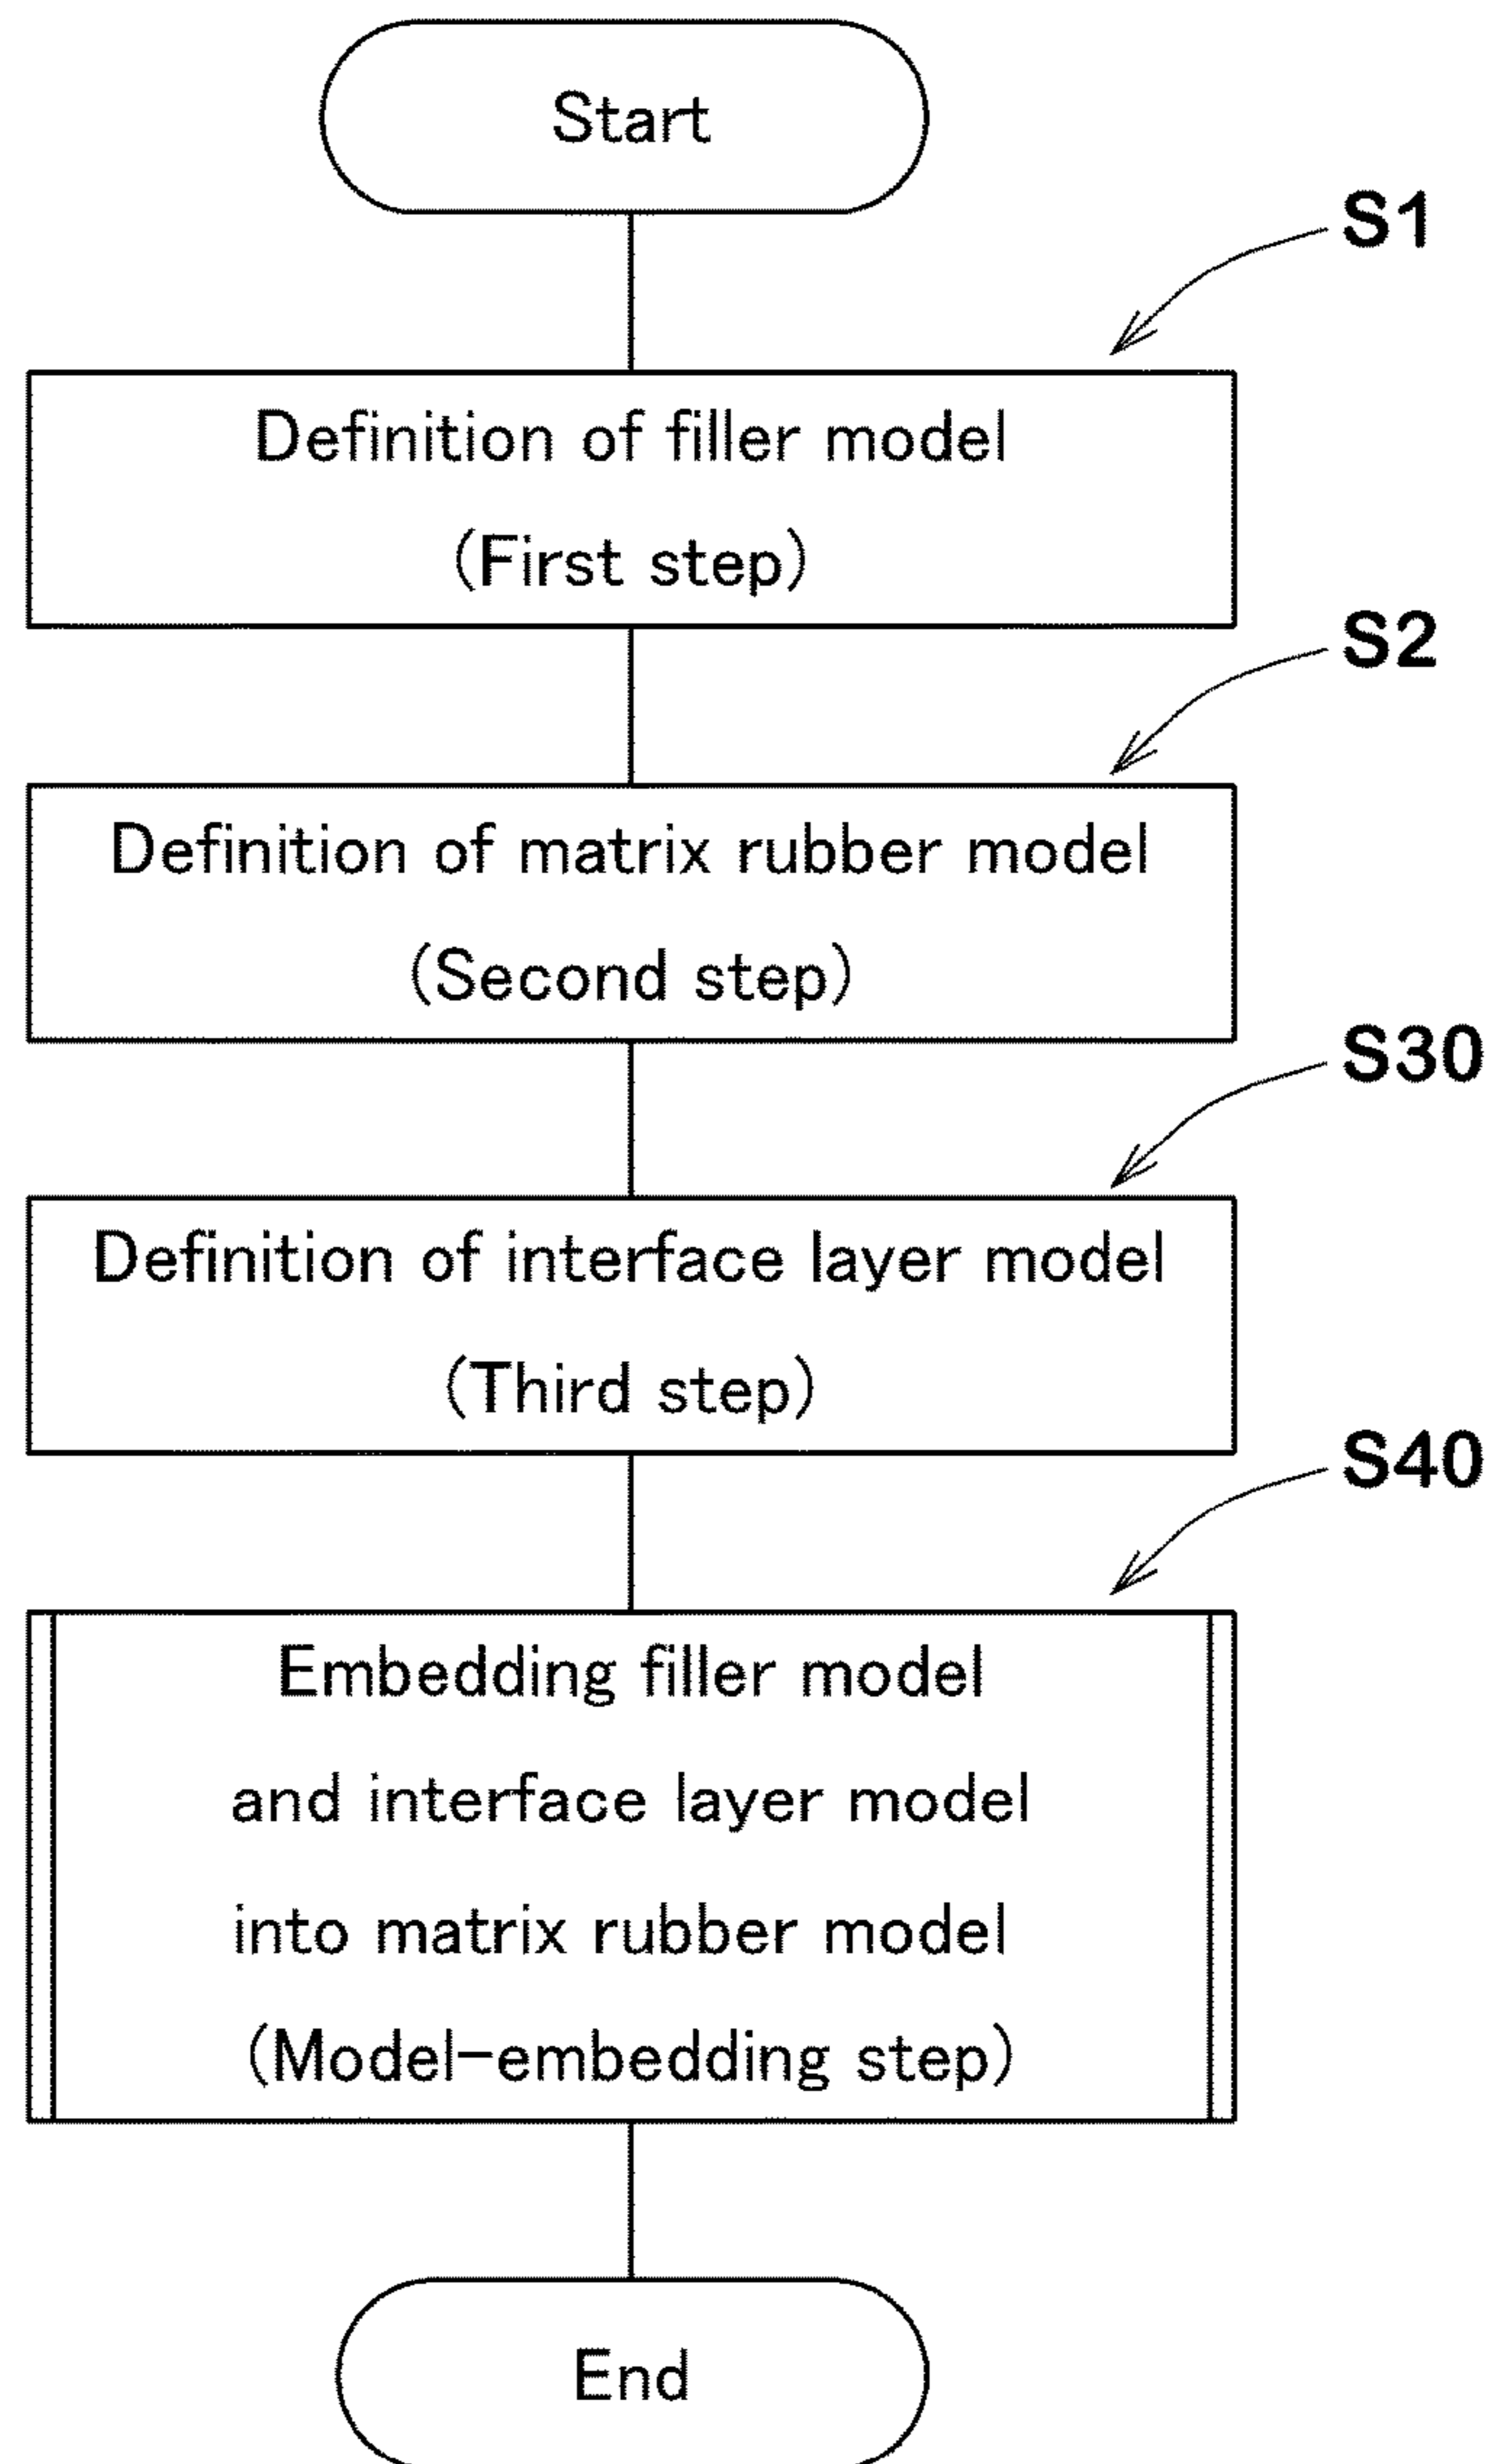 Start
S1
Definition of filler model
(First step)
S2
Definition of matrix rubber model
(Second step)
S30
Definition of interface layer model
(Third step)
S40
Embedding filler model
and interface layer model
into matrix rubber model
(Model-embedding step)
End